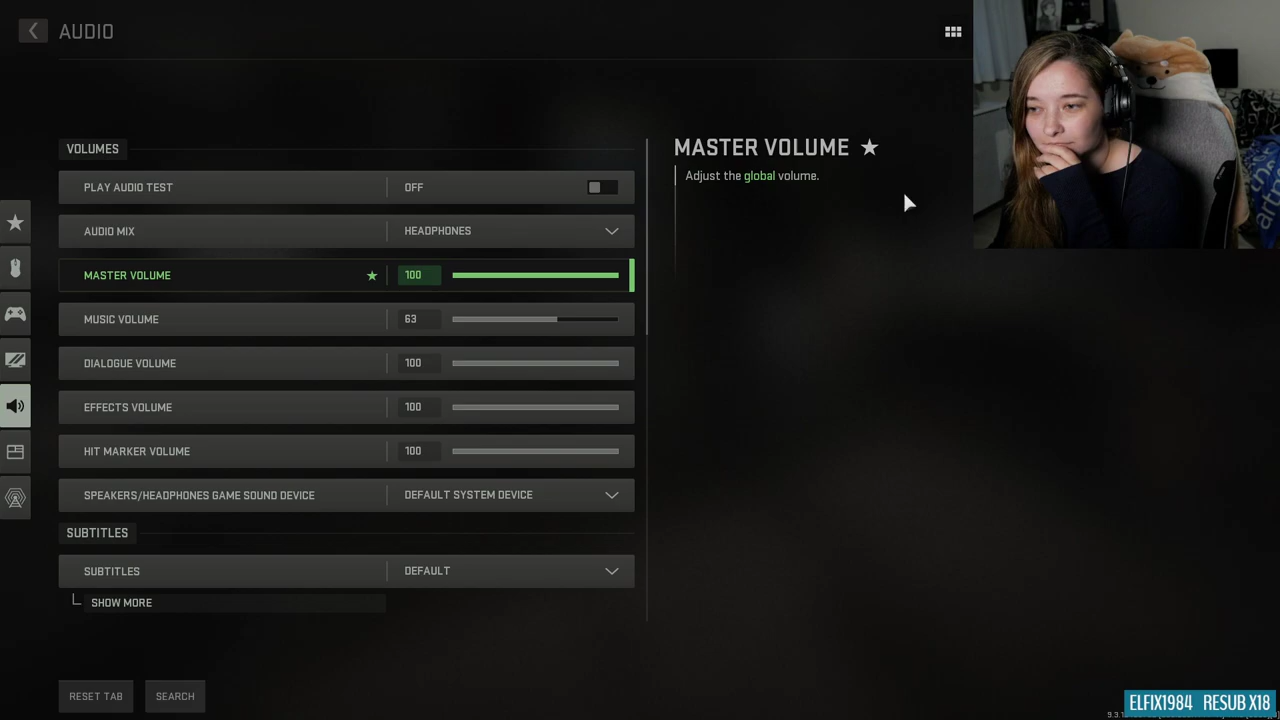 AUDIO
VOLUMES
PLAY AUDIO TEST OFF
AUDIO MIX HEADPHONES
MASTER VOLUME 100
MUSIC VOLUME 63
DIALOGUE VOLUME 100
EFFECTS VOLUME 100
HIT MARKER VOLUME 100
SPEAKERS/HEADPHONES GAME SOUND DEVICE DEFAULT SYSTEM DEVICE
SUBTITLES
SUBTITLES DEFAULT
SHOW MORE
RESET TAB SEARCH
MASTER VOLUME
Adjust the global volume.
ELFIX1984 RESUB X18